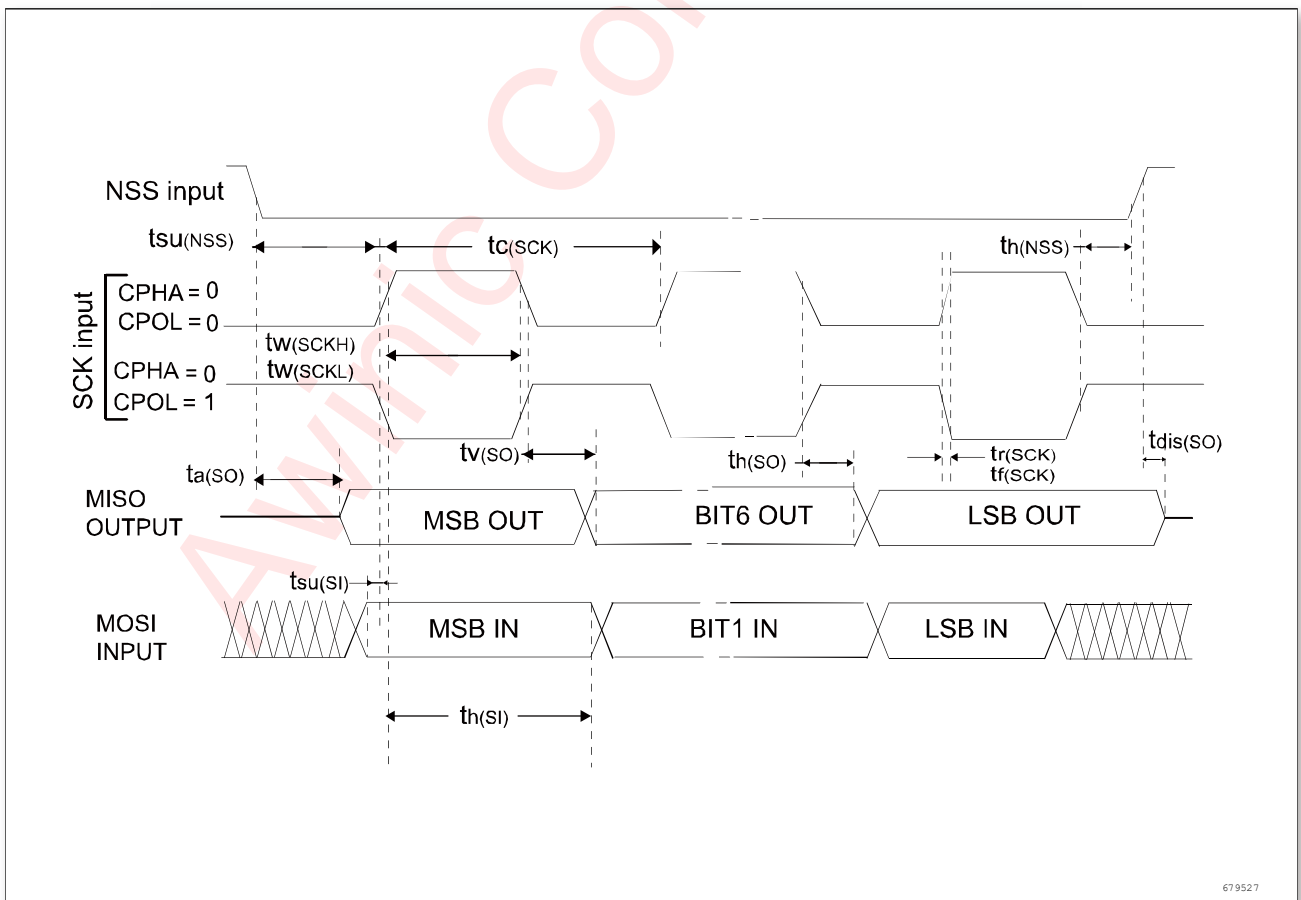 Awinic Con
NSS input
tsu(NSS)
tc(SCK)
th(NSS)
SCK input
CPHA = 0
CPOL = 0
tw(SCKH)
tw(SCKL)
CPHA = 0
CPOL = 1
tv(SO)
th(SO)
tr(SCK)
tf(SCK)
tdis(SO)
ta(SO)
MISO
OUTPUT
MSB OUT
BIT6 OUT
LSB OUT
tsu(SI)
MOSI
INPUT
MSB IN
BIT1 IN
LSB IN
th(SI)
679527